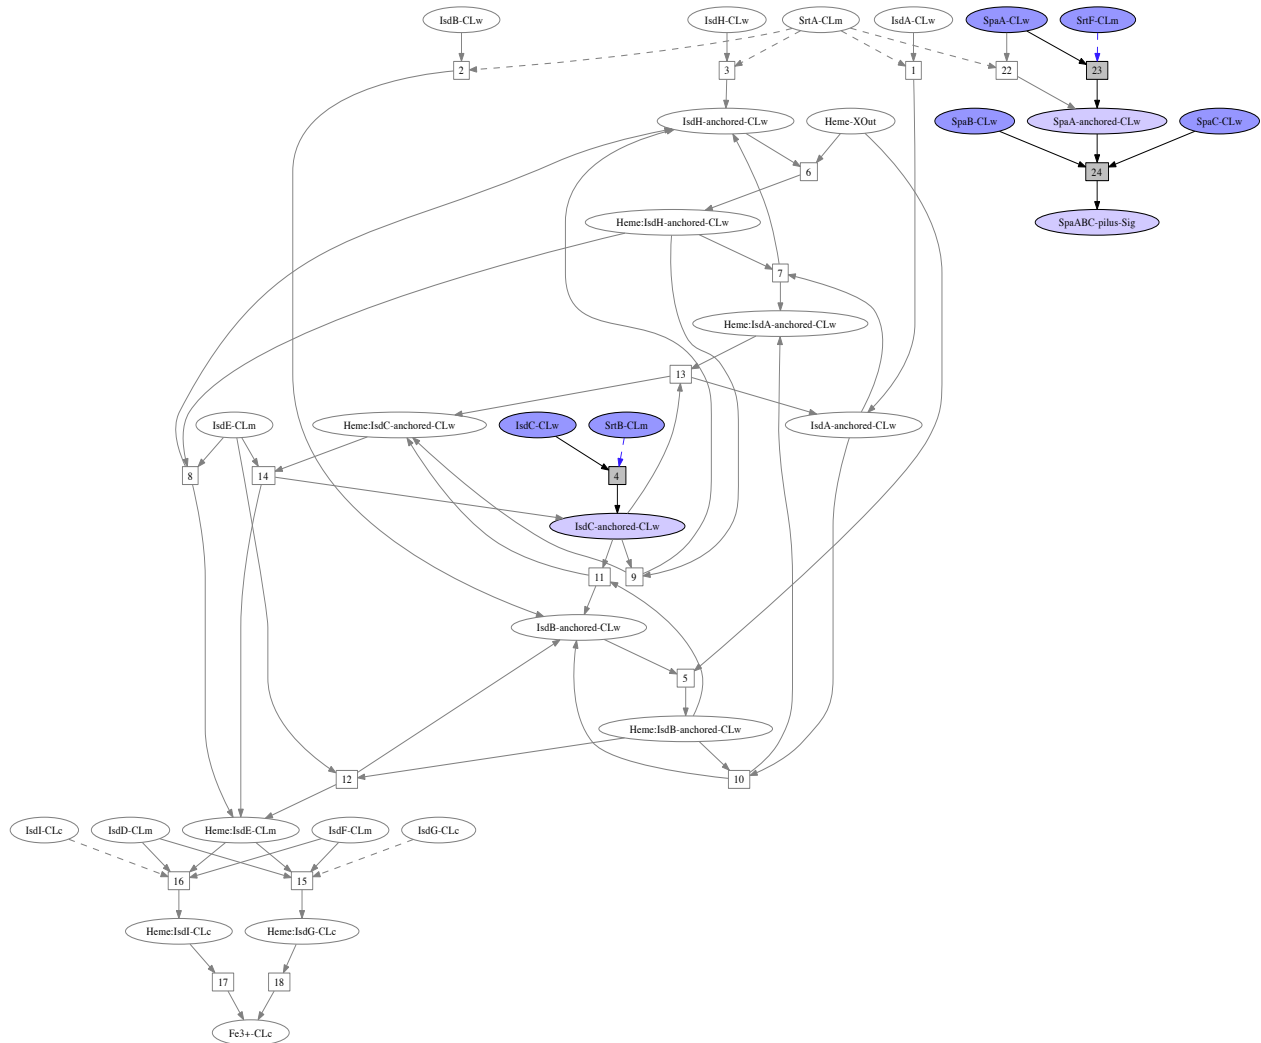 IsdB-CLw
IsdH-CLw
SrtA-CLm
IsdA-CLw
SpaA-CLw
SrtF-CLm
2
3
1
22
23
IsdH-anchored-CLw
Heme-XOut
SpaB-CLw
SpaA-anchored-CLw
SpaC-CLw
6
24
Heme:IsdH-anchored-CLw
SpaABC-pilus-Sig
7
Heme:IsdA-anchored-CLw
13
IsdE-CLm
Heme:IsdC-anchored-CLw
IsdC-CLw
SrtB-CLm
IsdA-anchored-CLw
8
14
4
IsdC-anchored-CLw
11
9
IsdB-anchored-CLw
5
Heme:IsdB-anchored-CLw
12
10
IsdI-CLc
IsdD-CLm
Heme:IsdE-CLm
IsdF-CLm
IsdG-CLc
16
15
Heme:IsdI-CLc
Heme:IsdG-CLc
17
18
Fe3+-CLc